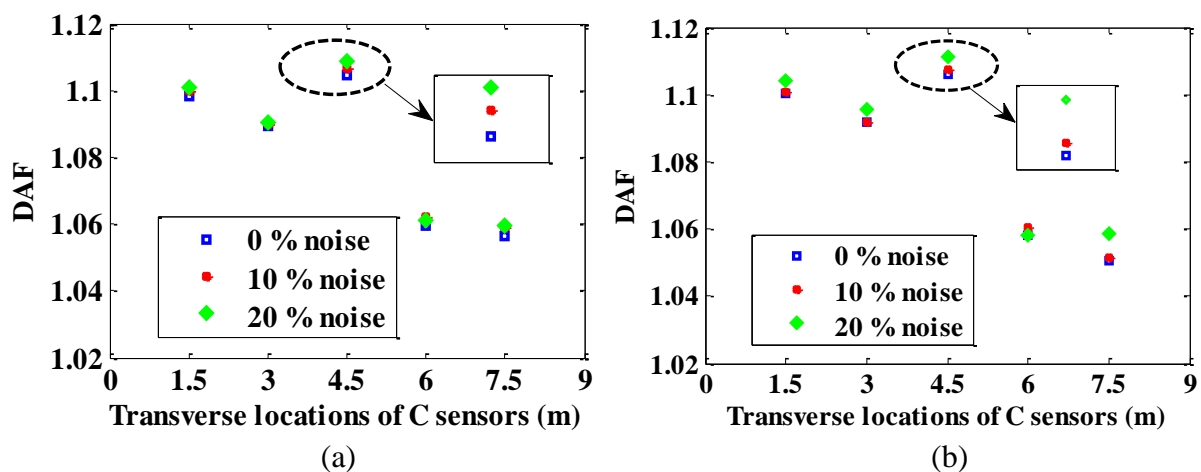 1.12
1.1
1.08
1.06
1.04
1.02
DAF
0 % noise
10 % noise
20 % noise
0 1.5 3 4.5 6 7.5 9
Transverse locations of C sensors (m)
(a)
1.12
1.1
1.08
1.06
1.04
1.02
DAF
0 % noise
10 % noise
20 % noise
0 1.5 3 4.5 6 7.5 9
Transverse locations of C sensors (m)
(b)